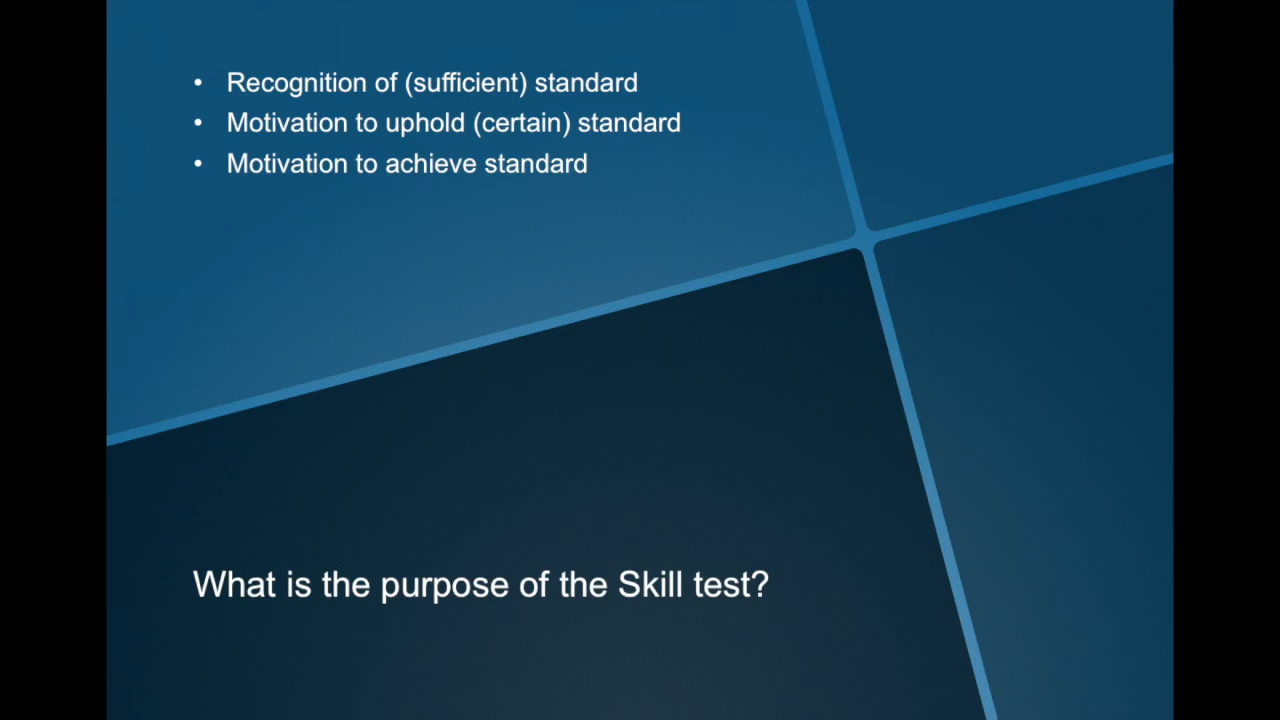 • Recognition of (sufficient) standard
• Motivation to uphold (certain) standard
• Motivation to achieve standard
What is the purpose of the Skill test?